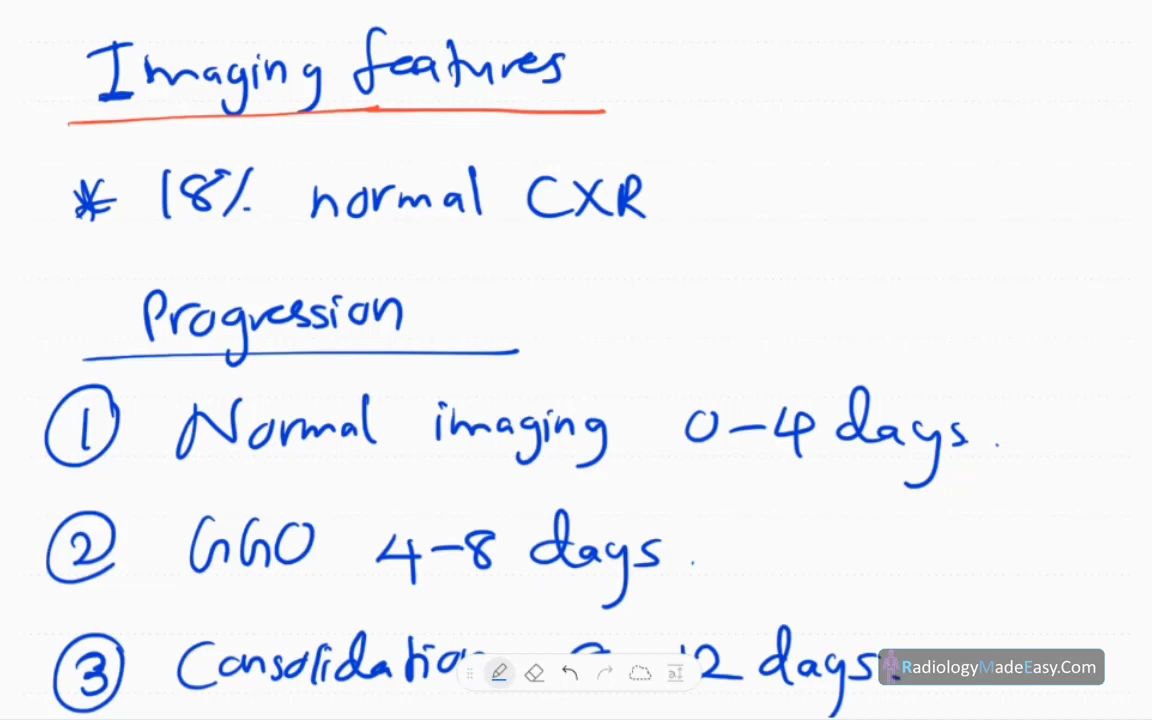 Imaging features
* 18% normal CXR
Progression
① Normal imaging 0-4 days.
② GGO 4-8 days.
③ Consolidation 12 days.
RadiologyMadeEasy.Com